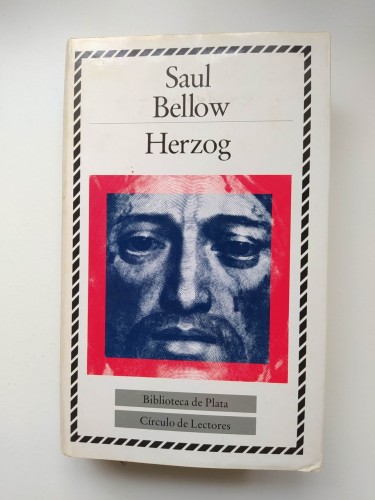 Saul
Bellow
Herzog
Biblioteca de Plata
Círculo de Lectores